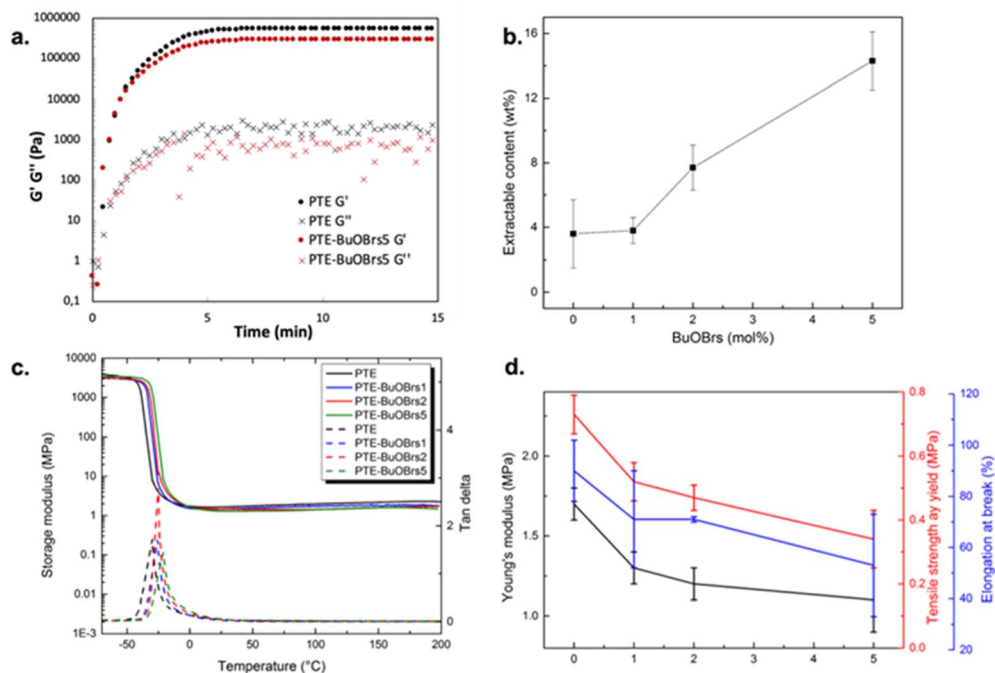 a.
G' G'' (Pa)
1000000
100000
10000
1000
100
10
1
0,1
0 5 10 15
Time (min)
PTE G'
PTE G''
PTE-BuOBrs5 G'
PTE-BuOBrs5 G''
b.
Extractable content (wt%)
16
12
8
4
0
0 1 2 3 4 5
BuOBrs (mol%)
c.
Storage modulus (MPa)
10000
1000
100
10
1
0.1
0.01
1E-3
-50 0 50 100 150 200
Temperature (°C)
4
2
0
Tan delta
PTE
PTE-BuOBrs1
PTE-BuOBrs2
PTE-BuOBrs5
PTE
PTE-BuOBrs1
PTE-BuOBrs2
PTE-BuOBrs5
d.
Young's modulus (MPa)
2.0
1.5
1.0
0 1 2 3 4 5
BuOBrs (mol%)
0.8
0.6
0.4
0.2
0.0
Tensile strength ay yield (MPa)
120
100
80
60
40
20
Elongation at break (%)